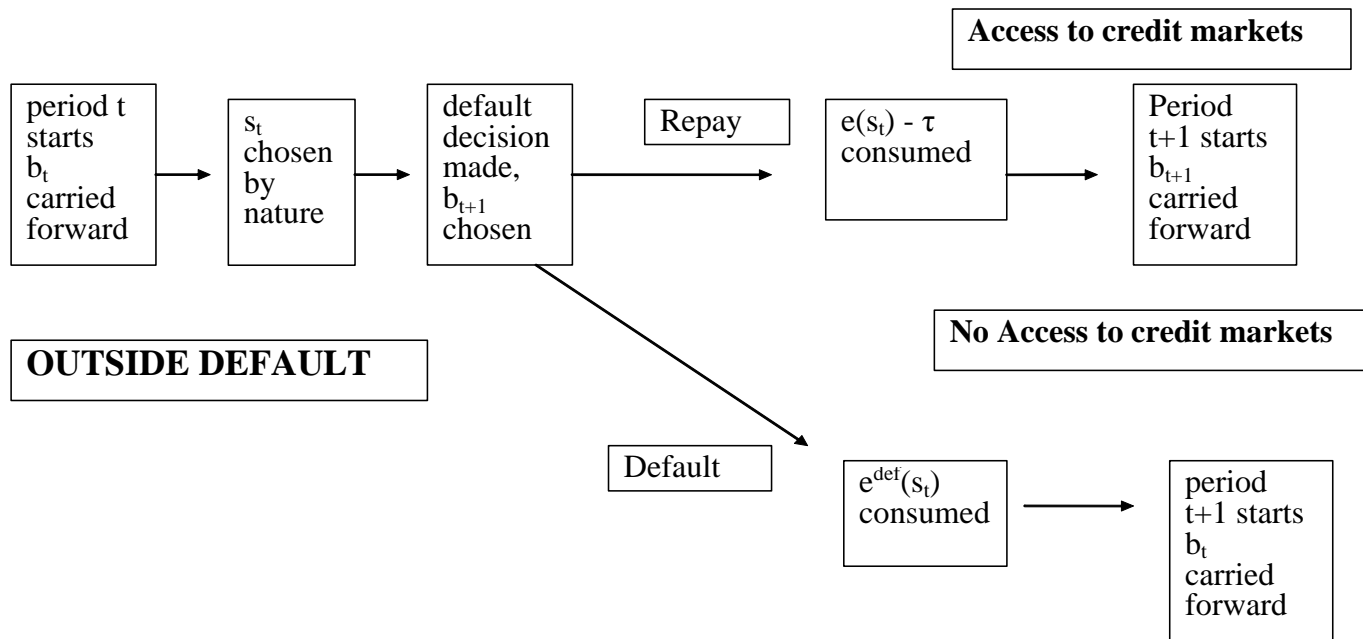 Access to credit markets
period t
starts
b_t
carried
forward
s_t
chosen
by
nature
default
decision
made,
b_{t+1}
chosen
Repay
e(s_t) - τ
consumed
Period
t+1 starts
b_{t+1}
carried
forward
No Access to credit markets
OUTSIDE DEFAULT
Default
e^{def}(s_t)
consumed
period
t+1 starts
b_t
carried
forward